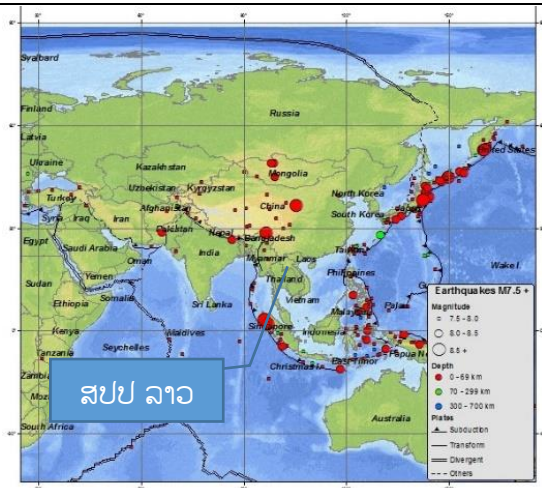 Svalbard
Finland
Russia
United States
Latvia
Ukraine
Kazakhstan
Mongolia
Uzbekistan
Kyrgyzstan
North Korea
Turkey
South Korea
Japan
Syria
Iraq
Iran
Afghanistan
China
Pakistan
Nepal
Egypt
Saudi Arabia
Bangladesh
Oman
India
Myanmar
Laos
Wake I.
Yemen
Thailand
Philippines
Sudan
Somalia
Ethiopia
Sri Lanka
Vietnam
Palau
Maldives
Malaysia
Kenya
Singapore
Indonesia
Tanzania
Seychelles
East Timor
Christmas I.
Australia
South Africa
ສປປ ລາວ
Earthquakes M7.5 +
Magnitude
7.5 - 8.0
8.0 - 8.5
8.5 +
Depth
0 - 69 km
70 - 299 km
300 - 700 km
Plates
Subduction
Transform
Divergent
Others